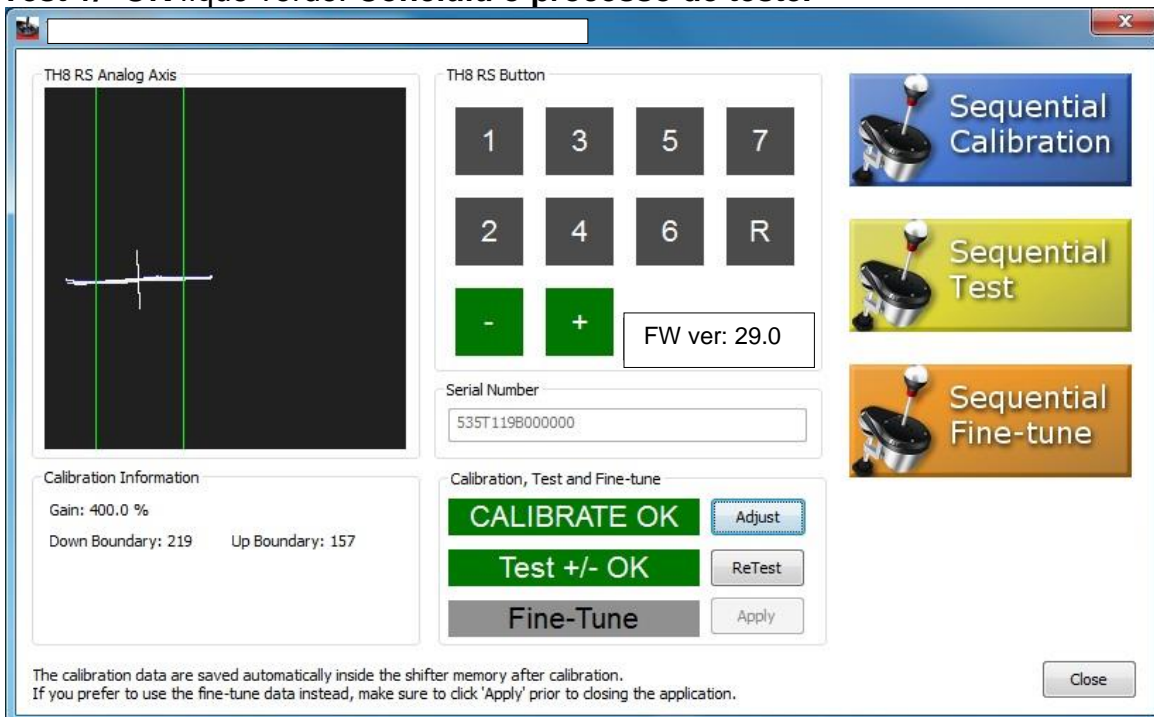 TH8 RS Analog Axis
TH8 RS Button
1 3 5 7
2 4 6 R
- +
FW ver: 29.0
Serial Number
535T119B000000
Calibration Information
Gain: 400.0 %
Down Boundary: 219 Up Boundary: 157
Calibration, Test and Fine-tune
CALIBRATE OK Adjust
Test +/- OK ReTest
Fine-Tune Apply
Sequential
Calibration
Sequential
Test
Sequential
Fine-tune
The calibration data are saved automatically inside the shifter memory after calibration.
If you prefer to use the fine-tune data instead, make sure to click 'Apply' prior to closing the application.
Close